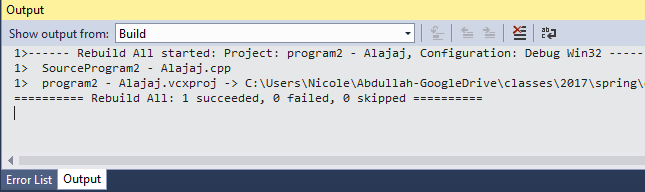 Output
Show output from: Build
1>------ Rebuild All started: Project: program2 - Alajaj, Configuration: Debug Win32 -----
1>  SourceProgram2 - Alajaj.cpp
1>  program2 - Alajaj.vcxproj -> C:\Users\Nicole\Abdullah-GoogleDrive\classes\2017\spring\
========== Rebuild All: 1 succeeded, 0 failed, 0 skipped ==========
Error List Output